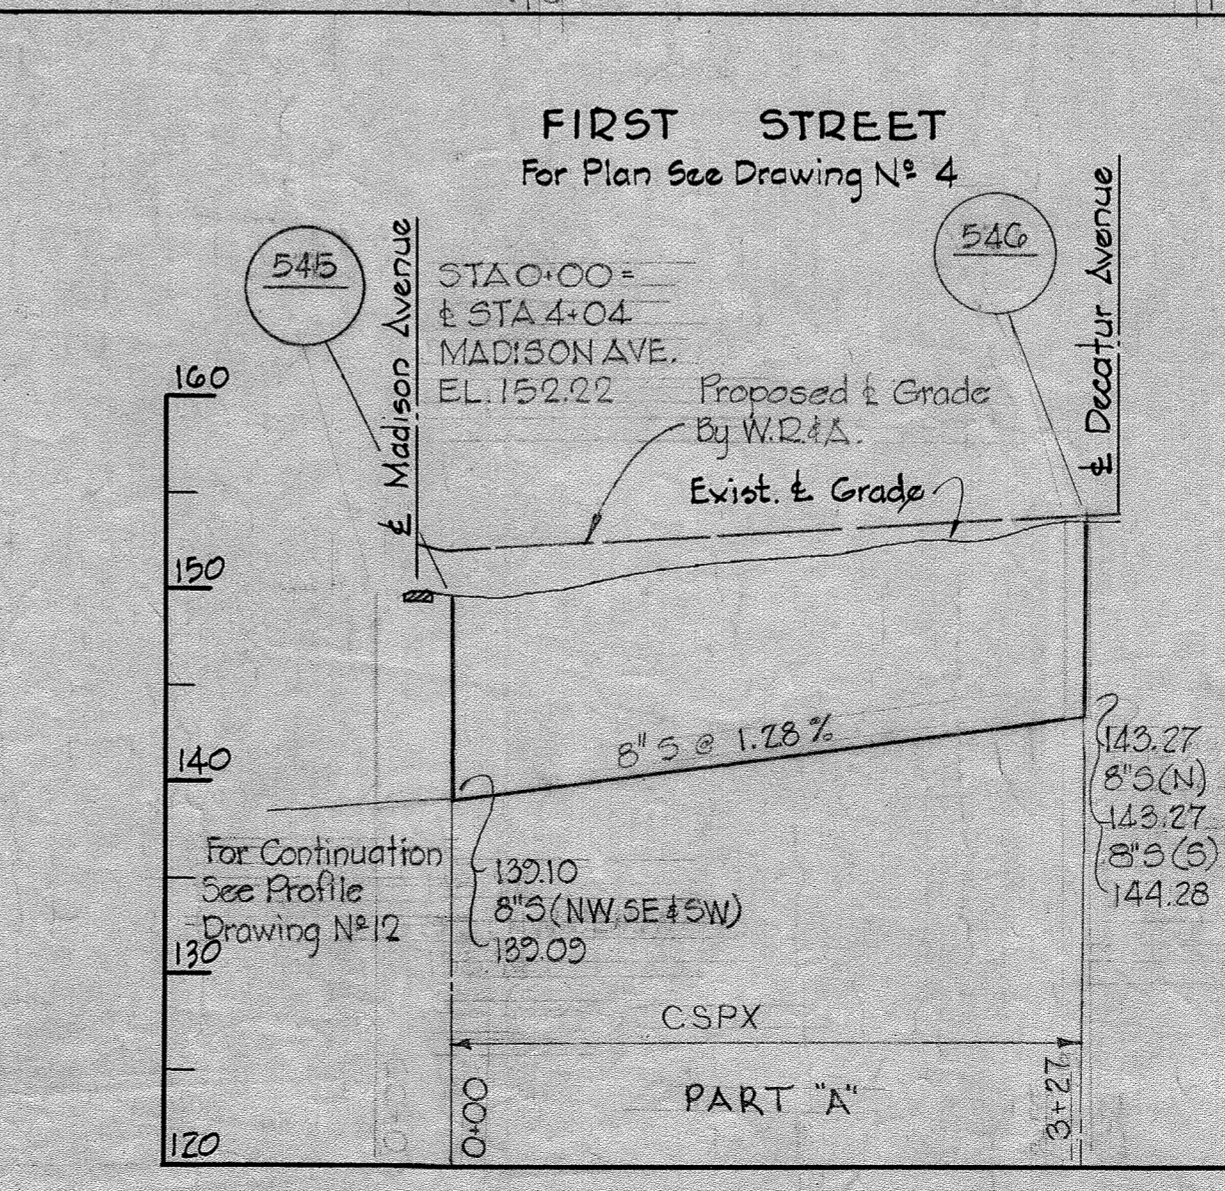 FIRST STREET
For Plan See Drawing Nº 4
545
℄ Madison Avenue
STA 0+00 =
℄ STA 4+04
MADISON AVE.
EL. 152.22
546
℄ Decatur Avenue
Proposed ℄ Grade
By W.R.&A.
Exist. ℄ Grade
160
150
140
130
120
8" S @ 1.28%
For Continuation
See Profile
Drawing Nº 12
139.10
8"S(NW,SE&SW)
139.09
143.27
8"S(N)
143.27
8"S(S)
144.28
CSPX
PART "A"
0+00
3+27